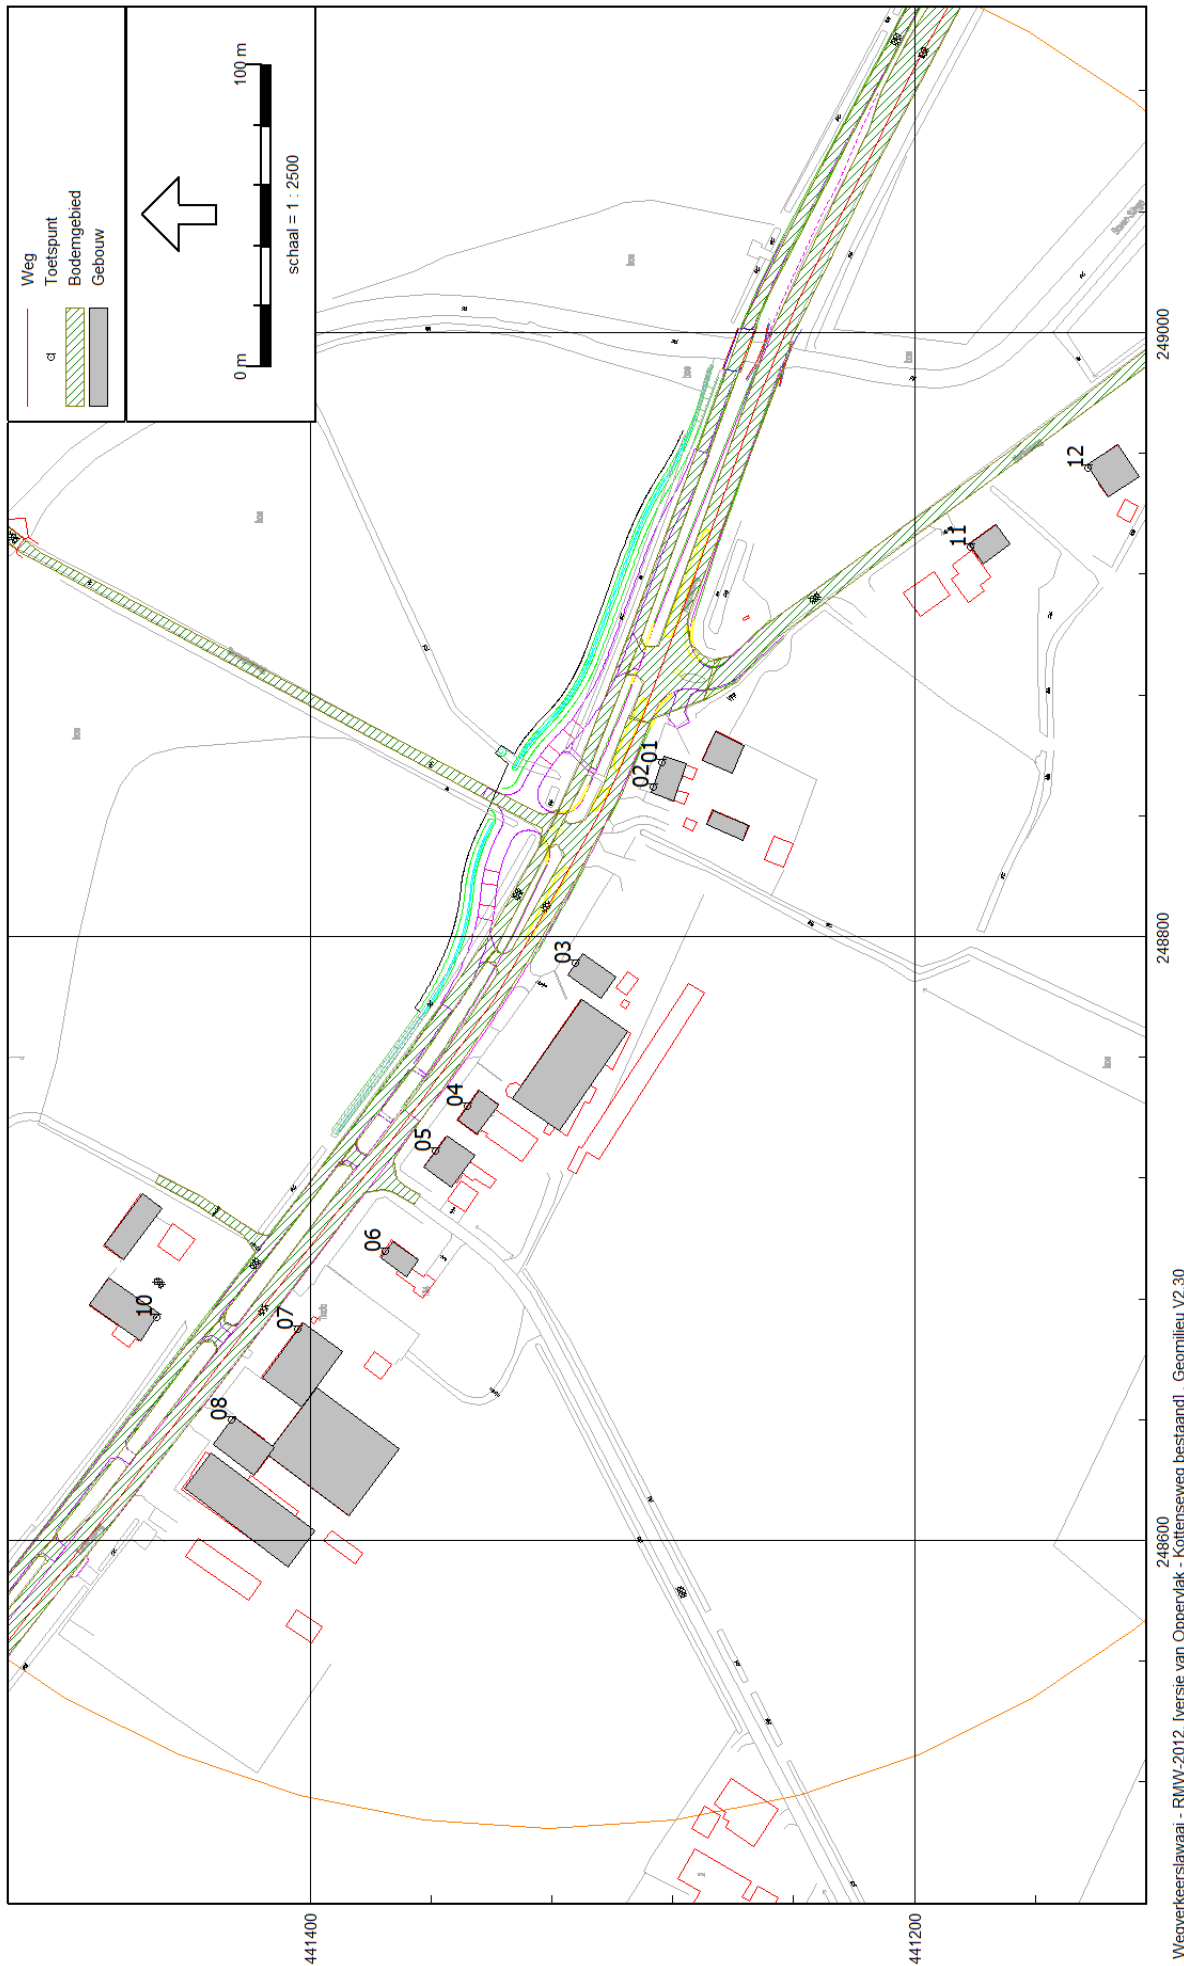 Weg
Toetspunt
Bodemgebied
Gebouw
0 m
100 m
schaal = 1 : 2500
01
02
03
04
05
06
07
08
10
11
12
441400
441200
248600
248800
249000
Wegverkeerslawaai - RMW-2012, [versie van Oppervlak - Kottenseweg bestaand] , Geomilieu V2.30